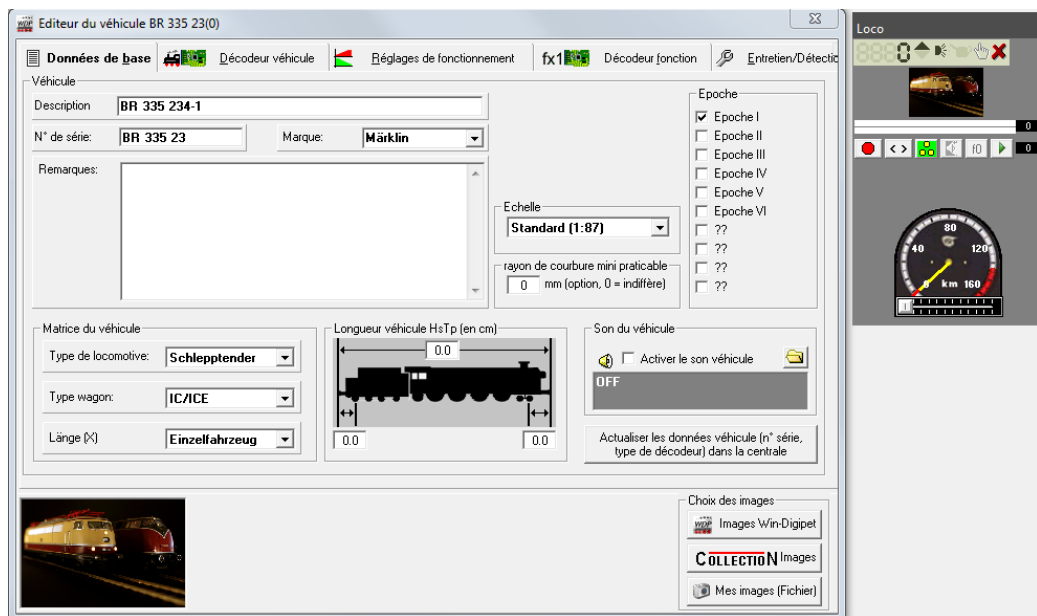 Editeur du véhicule BR 335 23(0)
Données de base
Décodeur véhicule
Réglages de fonctionnement
fx1
Décodeur fonction
Entretien/Détectic
Véhicule
Description
BR 335 234-1
N° de série:
BR 335 23
Marque:
Märklin
Remarques:
Echelle
Standard (1:87)
rayon de courbure mini praticable
0 mm (option, 0 = indiffère)
Epoche
Epoche I
Epoche II
Epoche III
Epoche IV
Epoche V
Epoche VI
??
??
??
??
Matrice du véhicule
Type de locomotive:
Schlepptender
Type wagon:
IC/ICE
Länge (X)
Einzelfahrzeug
Longueur véhicule HsTp (en cm)
0.0
0.0
0.0
Son du véhicule
Activer le son véhicule
OFF
Actualiser les données véhicule (n° série,
type de décodeur) dans la centrale
Choix des images
WDP Images Win-Digipet
COLLECTION Images
Mes images (Fichier)
Loco
0
0
f0
0
40
80
120
0 km 160